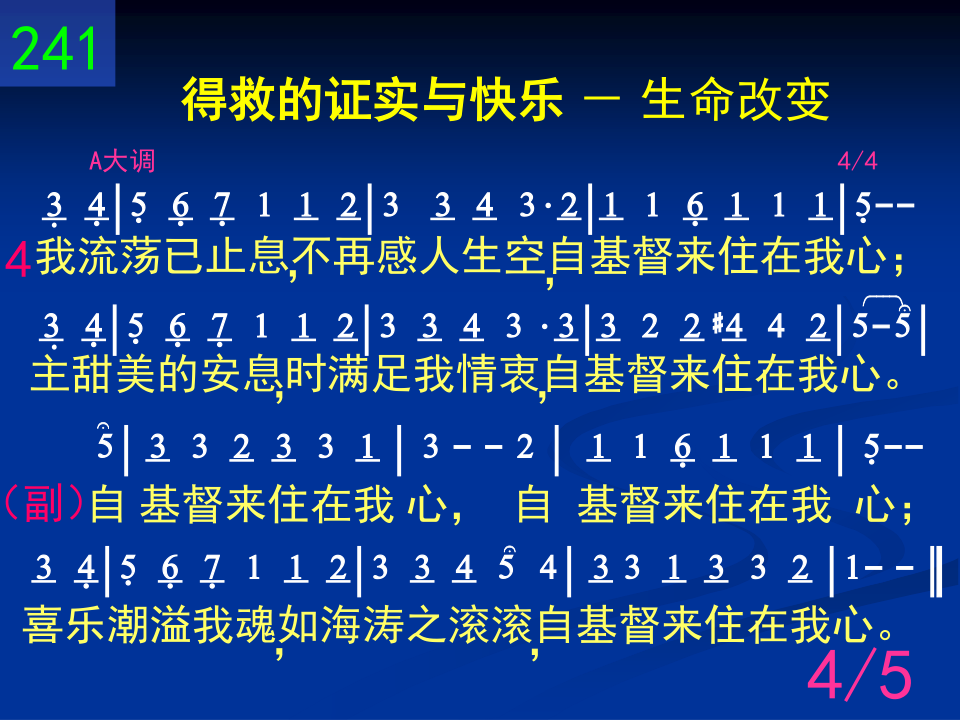 241
得救的证实与快乐 — 生命改变
A大调 4/4
3 4|5 6 7 1 1 2|3 3 4 3·2|1 1 6 1 1 1|5--
4我流荡已止息,不再感人生空,自基督来住在我心；
3 4|5 6 7 1 1 2|3 3 4 3·3|3 2 2 #4 4 2|5-5|
主甜美的安息,时满足我情衷,自基督来住在我心。
5|3 3 2 3 3 1|3--2|1 1 6 1 1 1|5--
（副）自基督来住在我心，自基督来住在我心；
3 4|5 6 7 1 1 2|3 3 4 5 4|3 3 1 3 3 2|1--‖
喜乐潮溢我魂,如海涛之滚滚,自基督来住在我心。
4/5